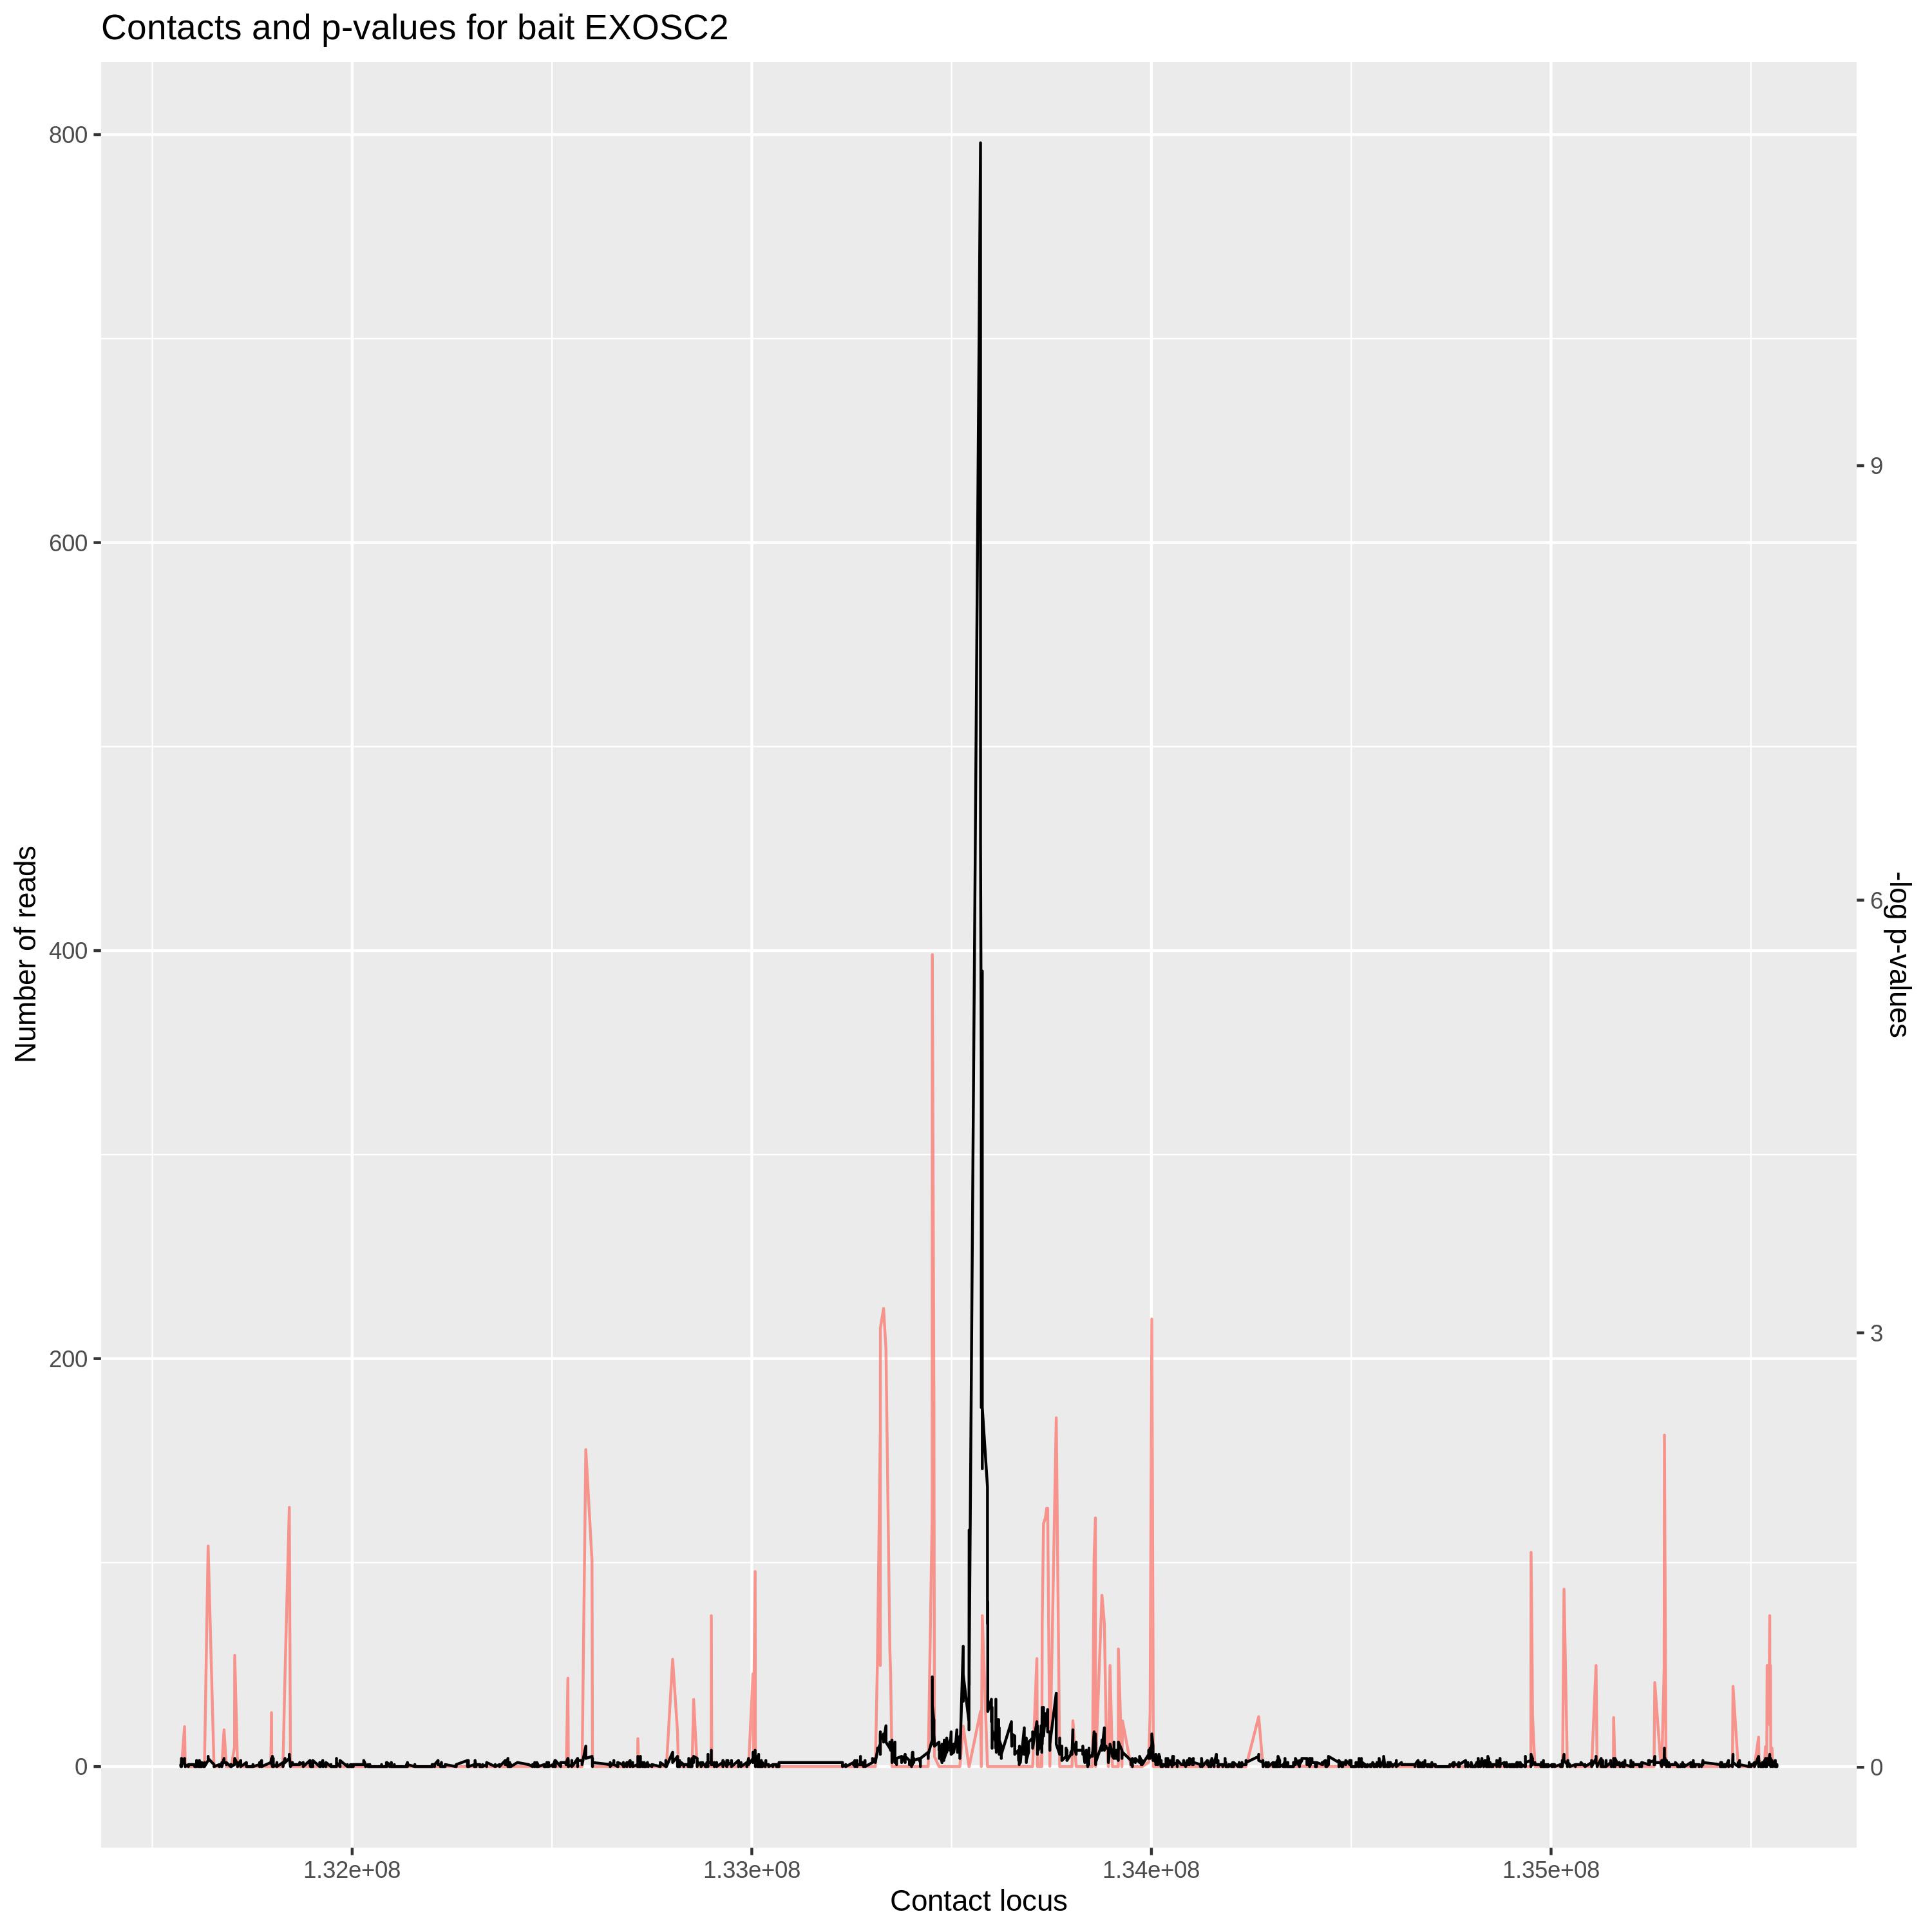 Contacts and p-values for bait EXOSC2
800
600
400
200
0
Number of reads
9
6
3
0
-log p-values
1.32e+08
1.33e+08
1.34e+08
1.35e+08
Contact locus